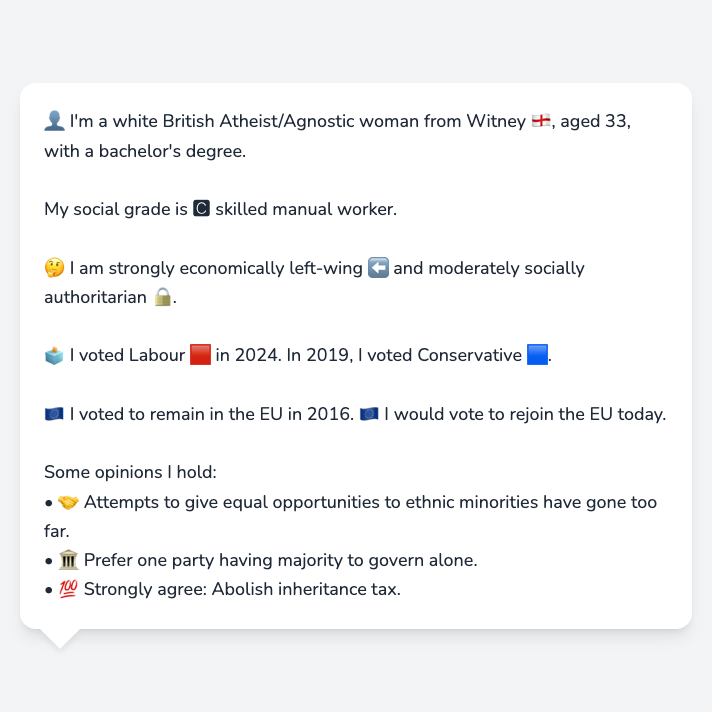 👤 I'm a white British Atheist/Agnostic woman from Witney 🏴󠁧󠁢󠁥󠁮󠁧󠁿, aged 33,
with a bachelor's degree.
My social grade is 🅲 skilled manual worker.
🤔 I am strongly economically left-wing ⬅️ and moderately socially
authoritarian 🔒.
🗳️ I voted Labour 🟥 in 2024. In 2019, I voted Conservative 🟦.
🇪🇺 I voted to remain in the EU in 2016. 🇪🇺 I would vote to rejoin the EU today.
Some opinions I hold:
• 🤝 Attempts to give equal opportunities to ethnic minorities have gone too
far.
• 🏛️ Prefer one party having majority to govern alone.
• 💯 Strongly agree: Abolish inheritance tax.